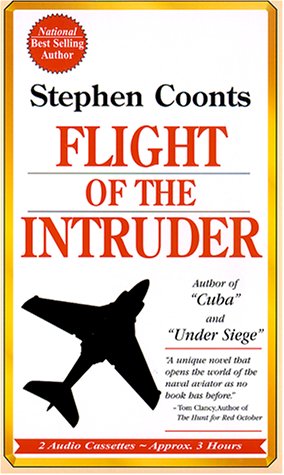 National
Best Selling
Author
Stephen Coonts
FLIGHT
OF THE
INTRUDER
Author of
"Cuba"
and
"Under Siege"
"A unique novel that
opens the world of the
naval aviator as no
book has before."
– Tom Clancy, Author of
The Hunt for Red October
2 Audio Cassettes ~ Approx. 3 Hours